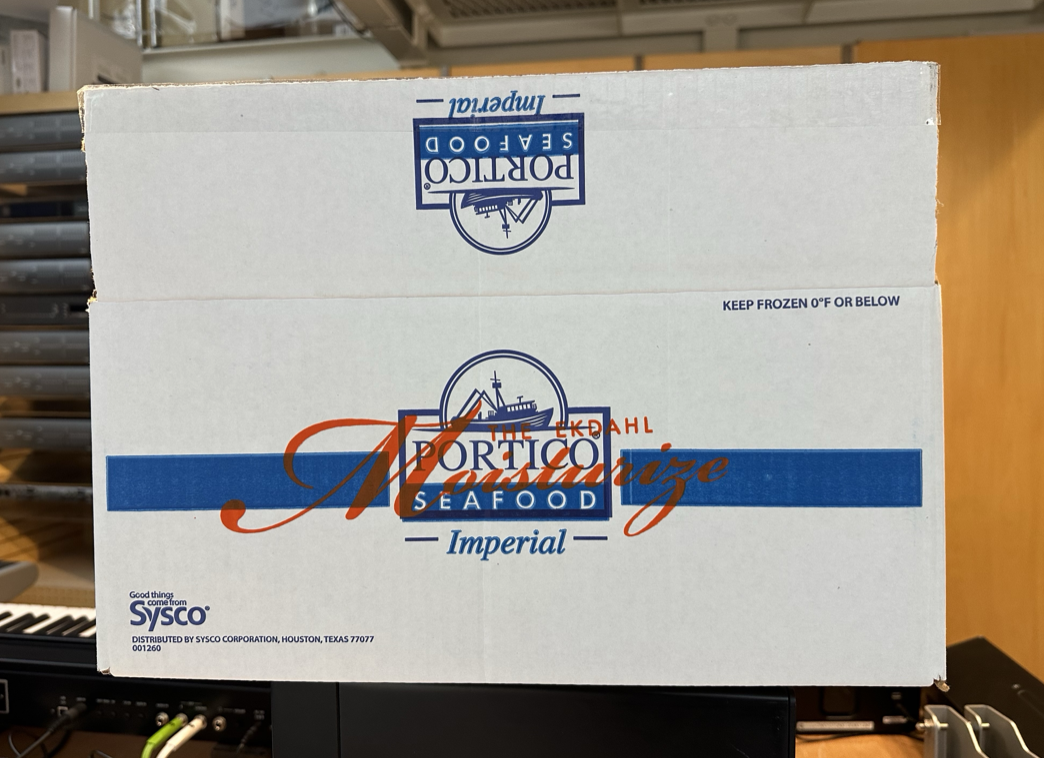 Imperial
SEAFOOD
PORTICO®
KEEP FROZEN 0°F OR BELOW
THE EKDAHL
Moisturize
PORTICO®
SEAFOOD
Imperial
Good things
come from
Sysco®
DISTRIBUTED BY SYSCO CORPORATION, HOUSTON, TEXAS 77077
001260